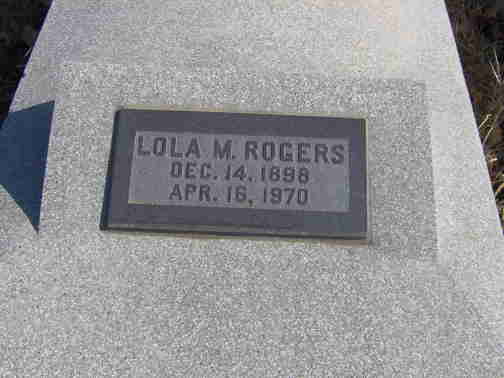 LOLA M. ROGERS
DEC. 14. 1898
APR. 16, 1970